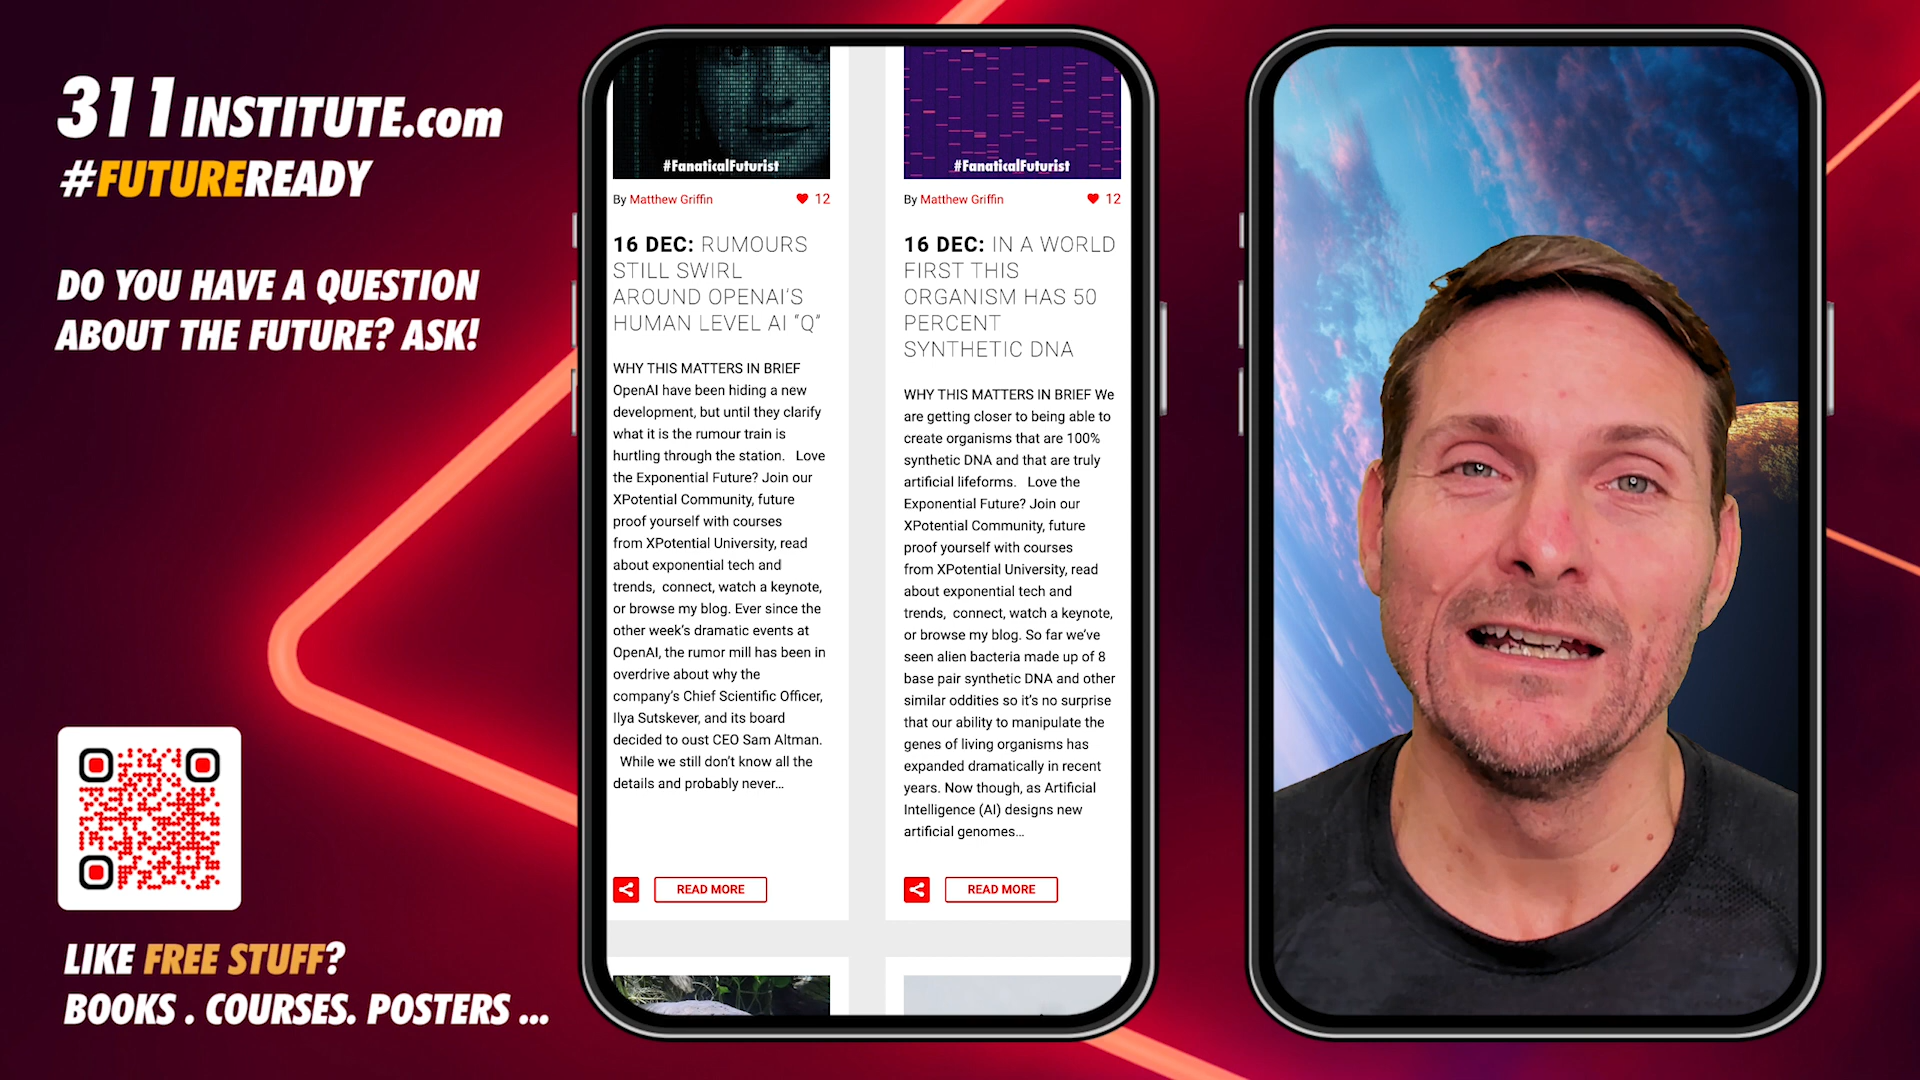 311INSTITUTE.com
#FUTUREREADY
DO YOU HAVE A QUESTION
ABOUT THE FUTURE? ASK!
LIKE FREE STUFF?
BOOKS . COURSES. POSTERS ...
#FanaticalFuturist
By Matthew Griffin
12
16 DEC: RUMOURS
STILL SWIRL
AROUND OPENAI’S
HUMAN LEVEL AI “Q”
WHY THIS MATTERS IN BRIEF
OpenAI have been hiding a new
development, but until they clarify
what it is the rumour train is
hurtling through the station.   Love
the Exponential Future? Join our
XPotential Community, future
proof yourself with courses
from XPotential University, read
about exponential tech and
trends,  connect, watch a keynote,
or browse my blog. Ever since the
other week’s dramatic events at
OpenAI, the rumor mill has been in
overdrive about why the
company’s Chief Scientific Officer,
Ilya Sutskever, and its board
decided to oust CEO Sam Altman.
While we still don’t know all the
details and probably never...
READ MORE
#FanaticalFuturist
By Matthew Griffin
12
16 DEC: IN A WORLD
FIRST THIS
ORGANISM HAS 50
PERCENT
SYNTHETIC DNA
WHY THIS MATTERS IN BRIEF We
are getting closer to being able to
create organisms that are 100%
synthetic DNA and that are truly
artificial lifeforms.   Love the
Exponential Future? Join our
XPotential Community, future
proof yourself with courses
from XPotential University, read
about exponential tech and
trends,  connect, watch a keynote,
or browse my blog. So far we’ve
seen alien bacteria made up of 8
base pair synthetic DNA and other
similar oddities so it’s no surprise
that our ability to manipulate the
genes of living organisms has
expanded dramatically in recent
years. Now though, as Artificial
Intelligence (AI) designs new
artificial genomes...
READ MORE